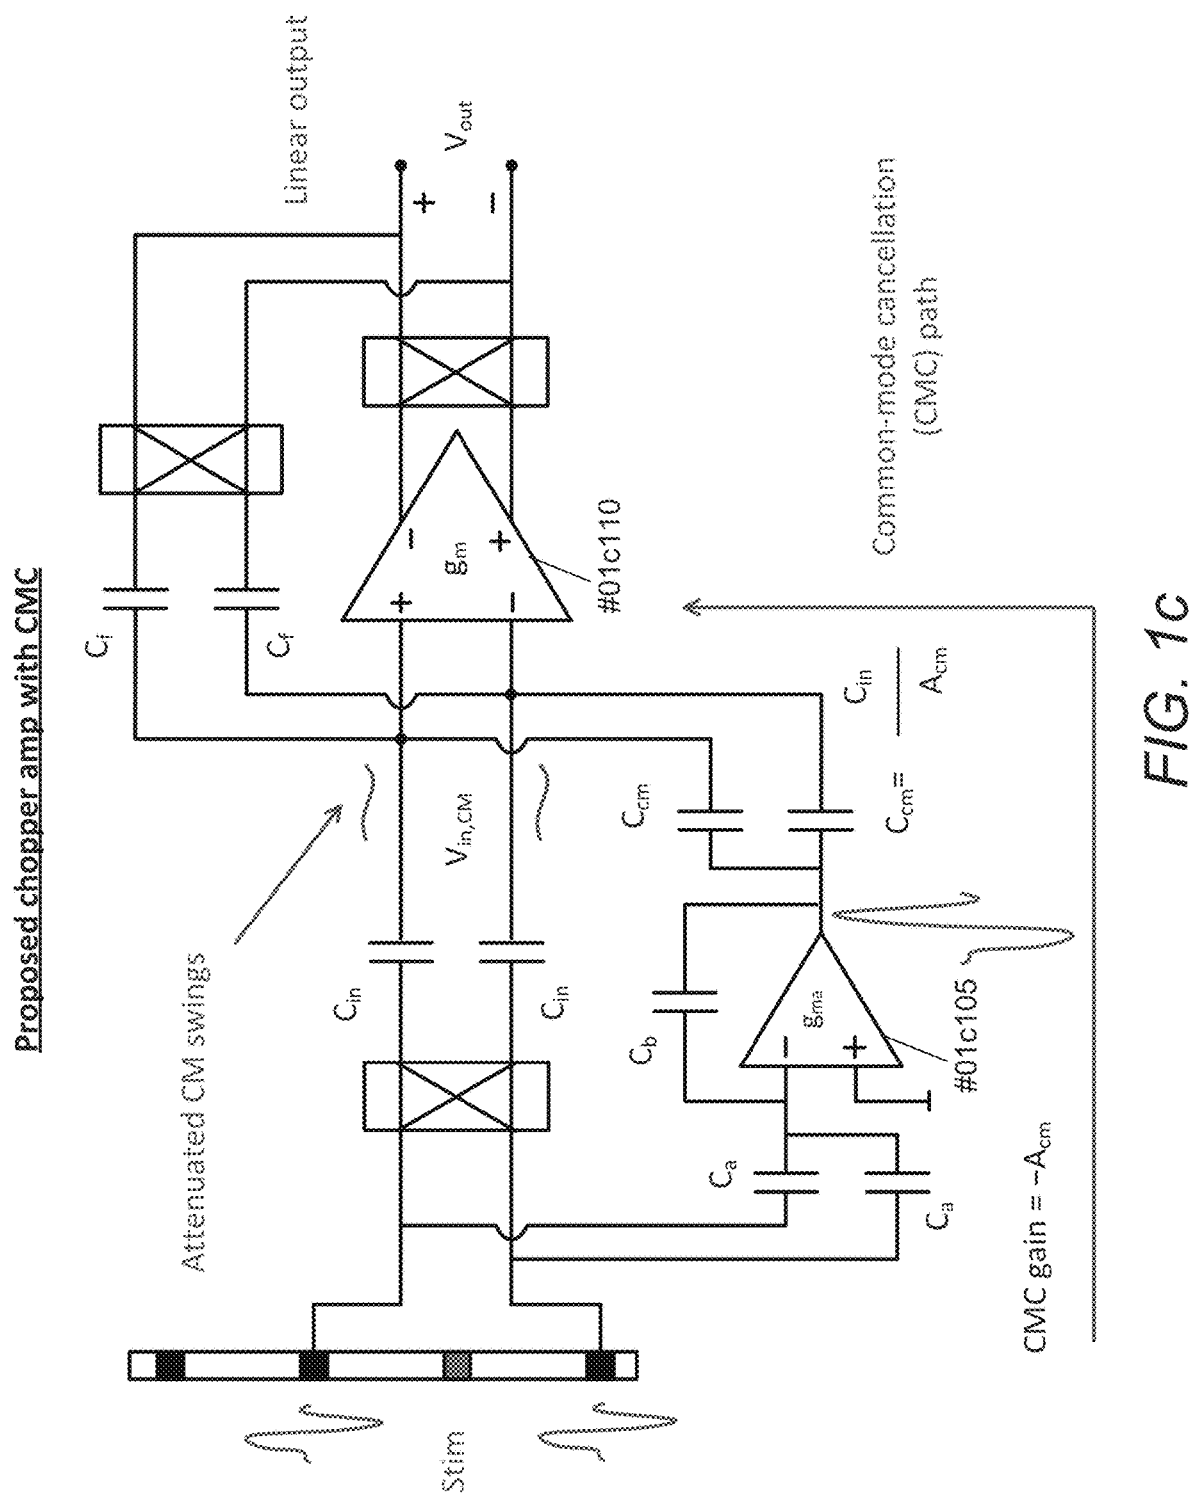 Proposed chopper amp with CMC
Stim
Attenuated CM swings
Linear output
Cf
Cf
Cin
Cin
Vin,CM
+
−
gm
−
+
#01c110
+
−
Vout
Ca
Ca
Cb
−
+
gma
#01c105
Ccm
Ccm= Cin
Acm
CMC gain = −Acm
Common-mode cancellation
(CMC) path
FIG. 1c